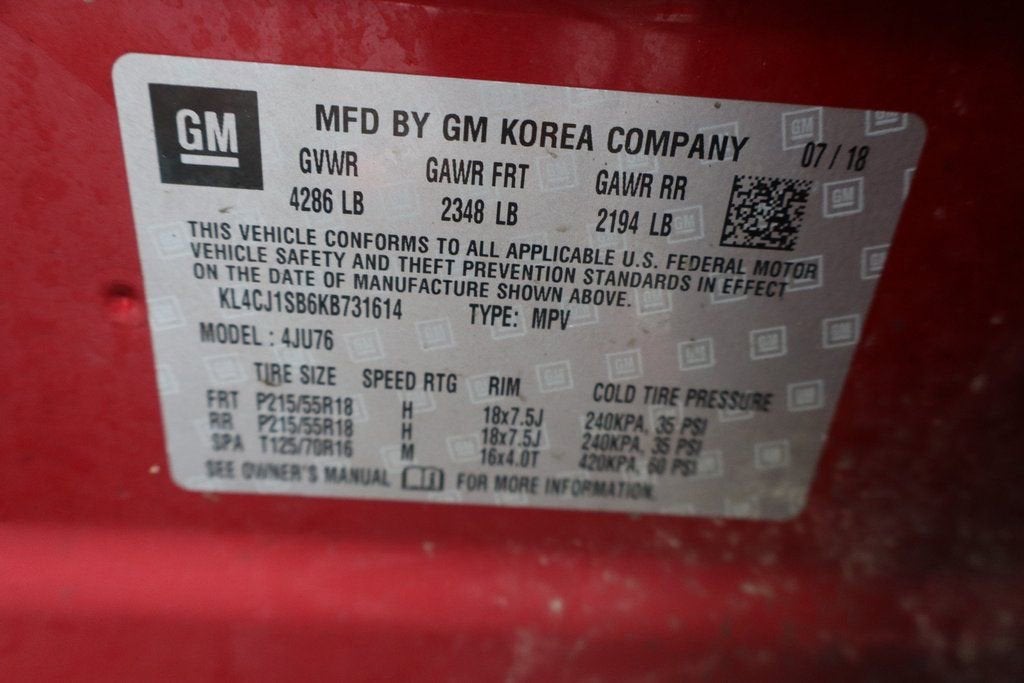 GM
MFD BY GM KOREA COMPANY 07 / 18
GVWR GAWR FRT GAWR RR
4286 LB 2348 LB 2194 LB
THIS VEHICLE CONFORMS TO ALL APPLICABLE U.S. FEDERAL MOTOR
VEHICLE SAFETY AND THEFT PREVENTION STANDARDS IN EFFECT
ON THE DATE OF MANUFACTURE SHOWN ABOVE.
KL4CJ1SB6KB731614 TYPE: MPV
MODEL : 4JU76
TIRE SIZE SPEED RTG RIM COLD TIRE PRESSURE
FRT P215/55R18 H 18x7.5J 240KPA, 35 PSI
RR P215/55R18 H 18x7.5J 240KPA, 35 PSI
SPA T125/70R16 M 16x4.0T 420KPA, 60 PSI
SEE OWNER'S MANUAL FOR MORE INFORMATION.